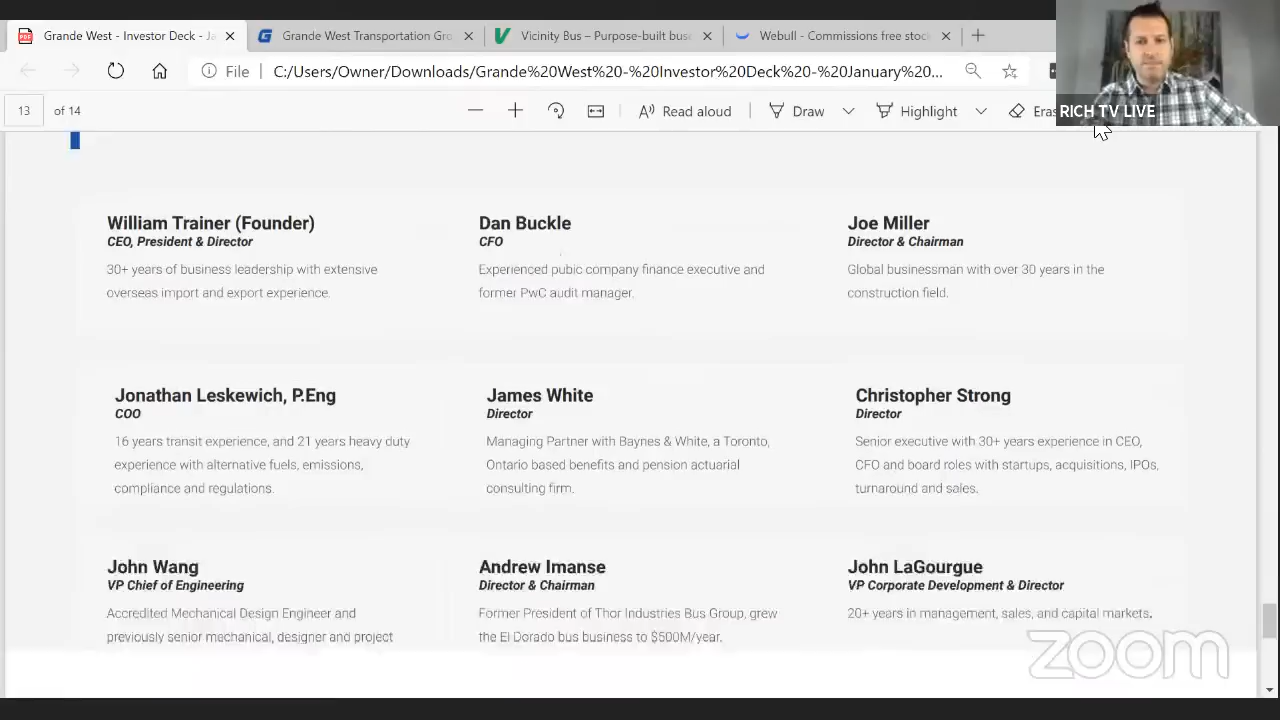 Grande West - Investor Deck - Ja
Grande West Transportation Gro
Vicinity Bus – Purpose-built bus
Webull - Commissions free stoc
File
C:/Users/Owner/Downloads/Grande%20West%20-%20Investor%20Deck%20-%20January%20...
13 of 14
Read aloud
Draw
Highlight
Eras
RICH TV LIVE
William Trainer (Founder)
CEO, President & Director
30+ years of business leadership with extensive
overseas import and export experience.
Dan Buckle
CFO
Experienced pubic company finance executive and
former PwC audit manager.
Joe Miller
Director & Chairman
Global businessman with over 30 years in the
construction field.
Jonathan Leskewich, P.Eng
COO
16 years transit experience, and 21 years heavy duty
experience with alternative fuels, emissions,
compliance and regulations.
James White
Director
Managing Partner with Baynes & White, a Toronto,
Ontario based benefits and pension actuarial
consulting firm.
Christopher Strong
Director
Senior executive with 30+ years experience in CEO,
CFO and board roles with startups, acquisitions, IPOs,
turnaround and sales.
John Wang
VP Chief of Engineering
Accredited Mechanical Design Engineer and
previously senior mechanical, designer and project
Andrew Imanse
Director & Chairman
Former President of Thor Industries Bus Group, grew
the El Dorado bus business to $500M/year.
John LaGourgue
VP Corporate Development & Director
20+ years in management, sales, and capital markets.
zoom